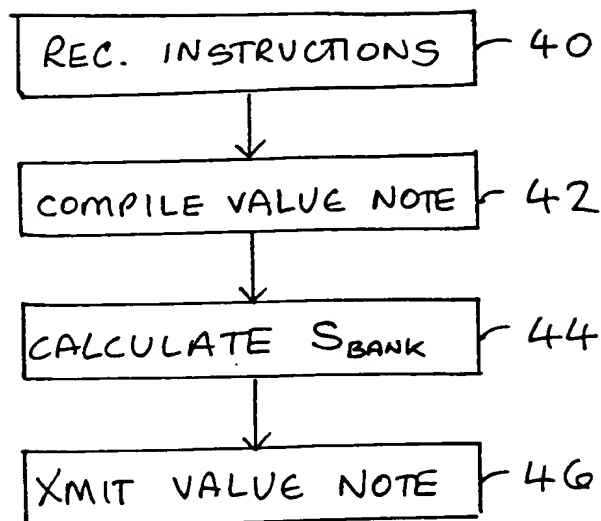 REC. INSTRUCTIONS 40
COMPILE VALUE NOTE 42
CALCULATE SBANK 44
XMIT VALUE NOTE 46